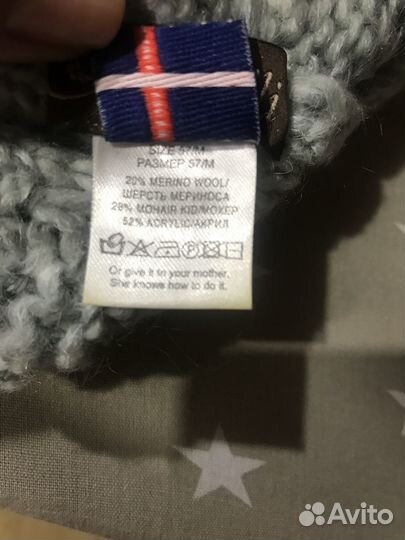 SIZE 57/M
РАЗМЕР 57/M
20% MERINO WOOL/
ШЕРСТЬ МЕРИНОСА
28% MOHAIR KID/МОХЕР
52% ACRYLIC/АКРИЛ
Or give it to your mother.
She knows how to do it.
Avito